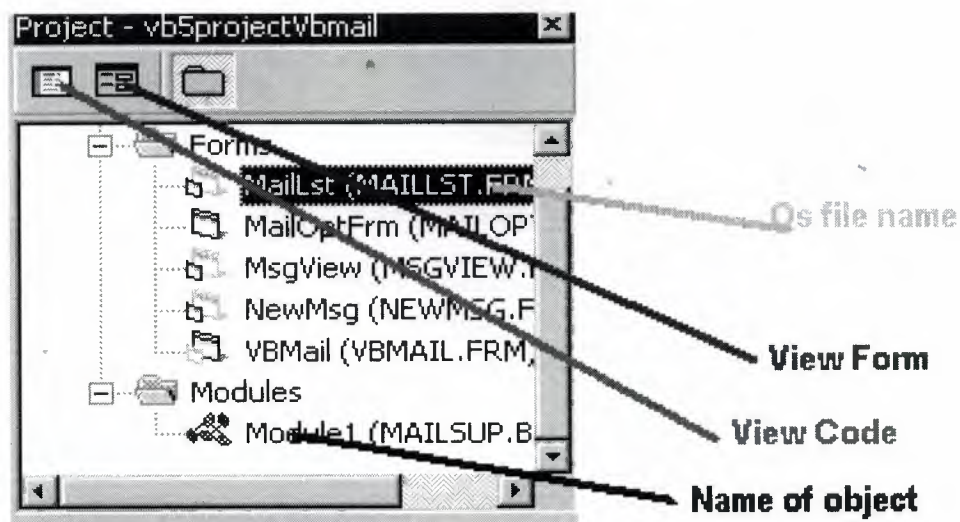 Project - vb5projectVbmail
Forms
MailLst (MAILLST.FRM
Os file name
MailOptFrm (MAILOP
MsgView (MSGVIEW.F
NewMsg (NEWMSG.F
VBMail (VBMAIL.FRM,
View Form
Modules
Module1 (MAILSUP.B
View Code
Name of object